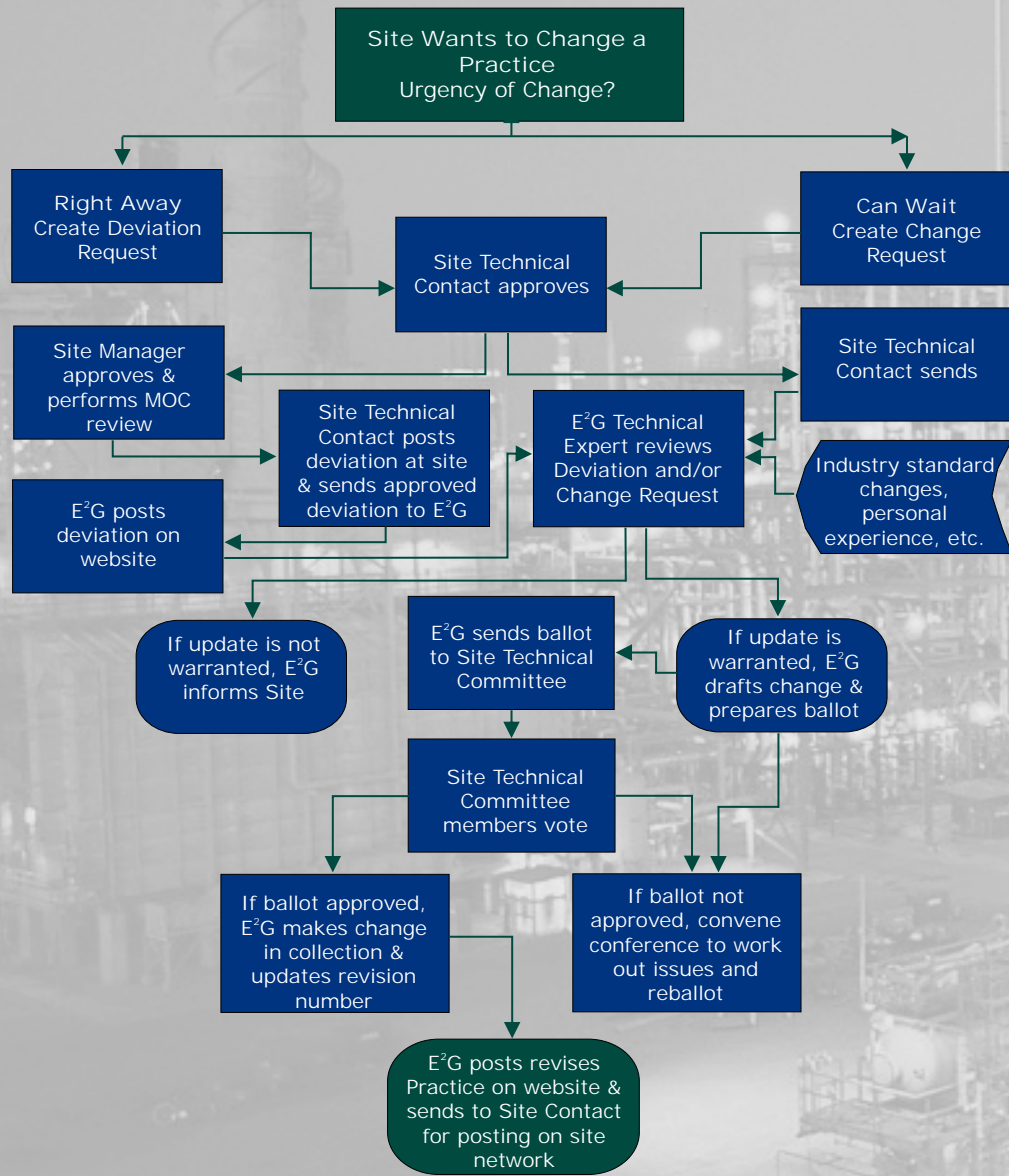 Site Wants to Change a
Practice
Urgency of Change?
Right Away
Create Deviation
Request
Can Wait
Create Change
Request
Site Technical
Contact approves
Site Manager
approves &
performs MOC
review
Site Technical
Contact sends
Site Technical
Contact posts
deviation at site
& sends approved
deviation to E²G
E²G Technical
Expert reviews
Deviation and/or
Change Request
Industry standard
changes,
personal
experience, etc.
E²G posts
deviation on
website
If update is not
warranted, E²G
informs Site
E²G sends ballot
to Site Technical
Committee
If update is
warranted, E²G
drafts change &
prepares ballot
Site Technical
Committee
members vote
If ballot approved,
E²G makes change
in collection &
updates revision
number
If ballot not
approved, convene
conference to work
out issues and
reballot
E²G posts revises
Practice on website &
sends to Site Contact
for posting on site
network